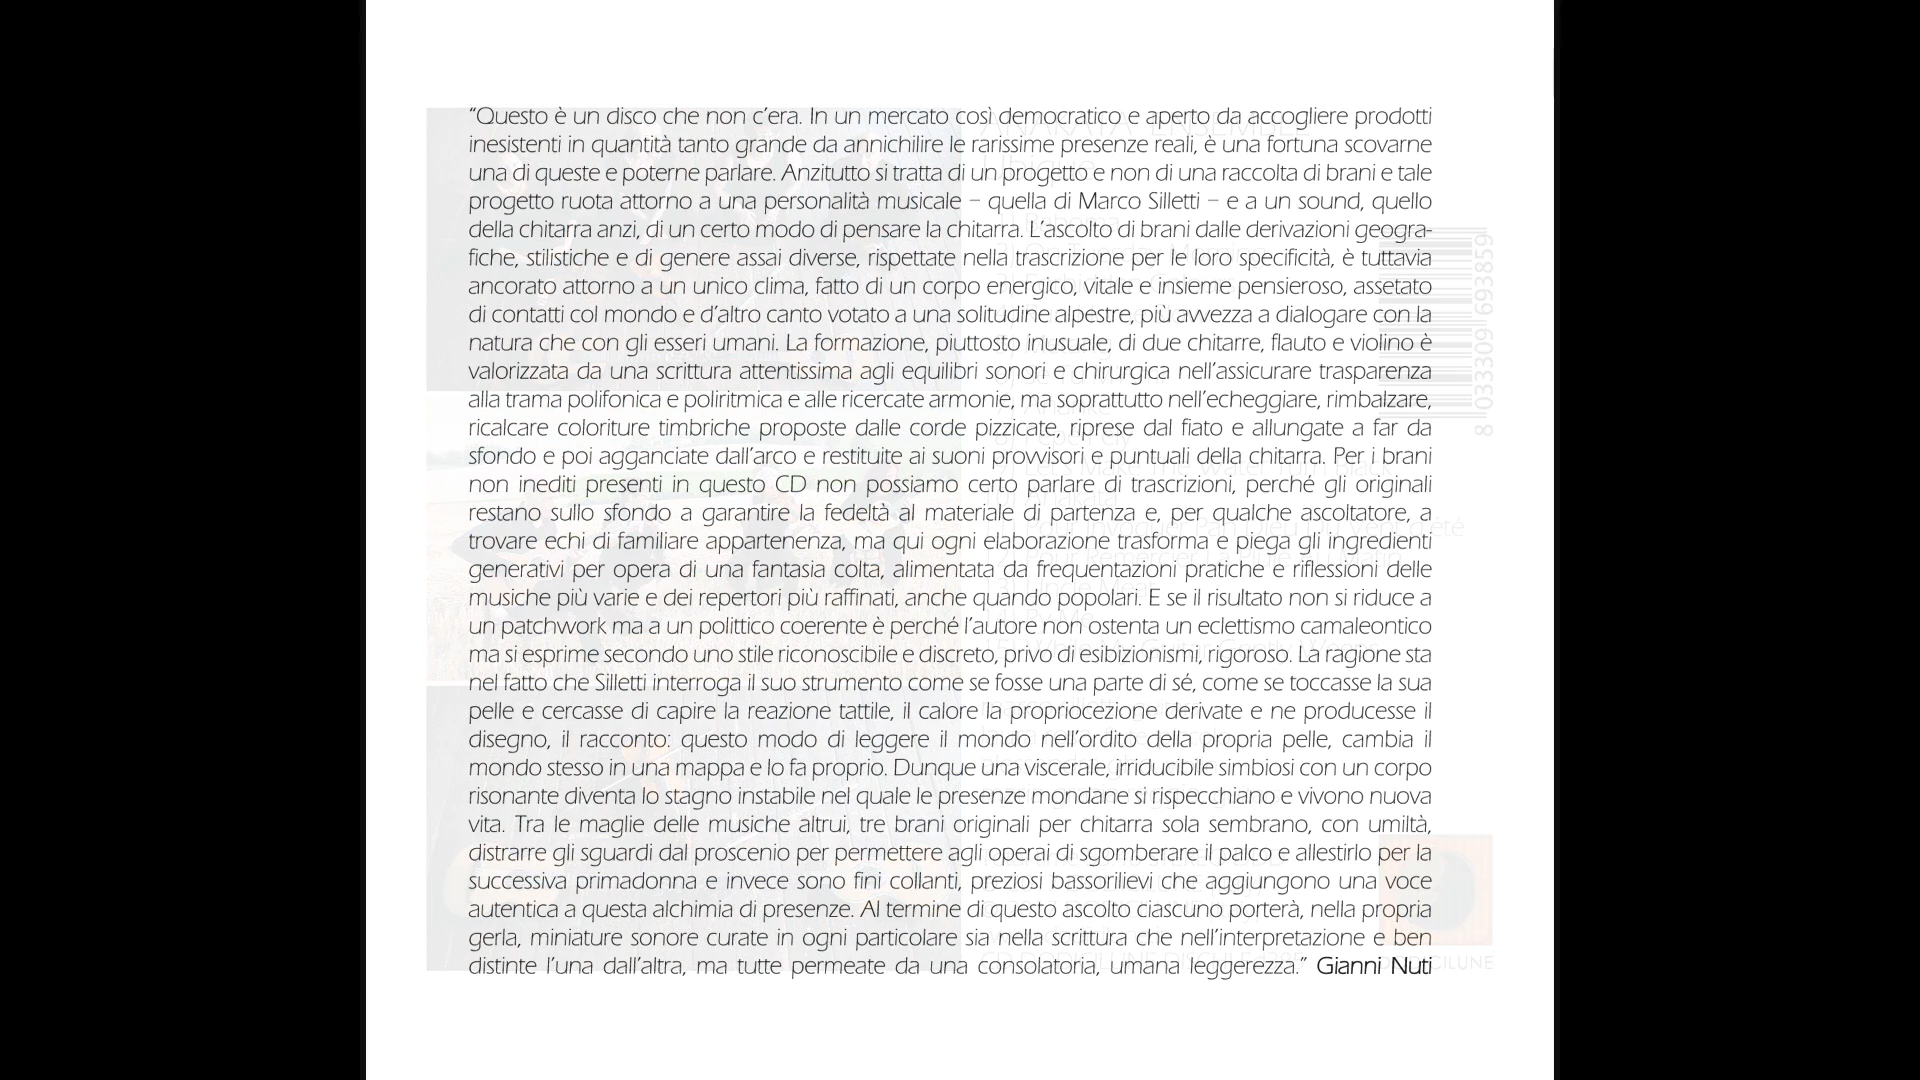 “Questo è un disco che non c’era. In un mercato così democratico e aperto da accogliere prodotti
inesistenti in quantità tanto grande da annichilire le rarissime presenze reali, è una fortuna scovarne
una di queste e poterne parlare. Anzitutto si tratta di un progetto e non di una raccolta di brani e tale
progetto ruota attorno a una personalità musicale – quella di Marco Silletti – e a un sound, quello
della chitarra anzi, di un certo modo di pensare la chitarra. L’ascolto di brani dalle derivazioni geogra-
fiche, stilistiche e di genere assai diverse, rispettate nella trascrizione per le loro specificità, è tuttavia
ancorato attorno a un unico clima, fatto di un corpo energico, vitale e insieme pensieroso, assetato
di contatti col mondo e d’altro canto votato a una solitudine alpestre, più avvezza a dialogare con la
natura che con gli esseri umani. La formazione, piuttosto inusuale, di due chitarre, flauto e violino è
valorizzata da una scrittura attentissima agli equilibri sonori e chirurgica nell’assicurare trasparenza
alla trama polifonica e poliritmica e alle ricercate armonie, ma soprattutto nell’echeggiare, rimbalzare,
ricalcare coloriture timbriche proposte dalle corde pizzicate, riprese dal fiato e allungate a far da
sfondo e poi agganciate dall’arco e restituite ai suoni provvisori e puntuali della chitarra. Per i brani
non inediti presenti in questo CD non possiamo certo parlare di trascrizioni, perché gli originali
restano sullo sfondo a garantire la fedeltà al materiale di partenza e, per qualche ascoltatore, a
trovare echi di familiare appartenenza, ma qui ogni elaborazione trasforma e piega gli ingredienti
generativi per opera di una fantasia colta, alimentata da frequentazioni pratiche e riflessioni delle
musiche più varie e dei repertori più raffinati, anche quando popolari. E se il risultato non si riduce a
un patchwork ma a un polittico coerente è perché l’autore non ostenta un eclettismo camaleontico
ma si esprime secondo uno stile riconoscibile e discreto, privo di esibizionismi, rigoroso. La ragione sta
nel fatto che Silletti interroga il suo strumento come se fosse una parte di sé, come se toccasse la sua
pelle e cercasse di capire la reazione tattile, il calore la propriocezione derivate e ne producesse il
disegno, il racconto: questo modo di leggere il mondo nell’ordito della propria pelle, cambia il
mondo stesso in una mappa e lo fa proprio. Dunque una viscerale, irriducibile simbiosi con un corpo
risonante diventa lo stagno instabile nel quale le presenze mondane si rispecchiano e vivono nuova
vita. Tra le maglie delle musiche altrui, tre brani originali per chitarra sola sembrano, con umiltà,
distrarre gli sguardi dal proscenio per permettere agli operai di sgomberare il palco e allestirlo per la
successiva primadonna e invece sono fini collanti, preziosi bassorilievi che aggiungono una voce
autentica a questa alchimia di presenze. Al termine di questo ascolto ciascuno porterà, nella propria
gerla, miniature sonore curate in ogni particolare sia nella scrittura che nell’interpretazione e ben
distinte l’una dall’altra, ma tutte permeate da una consolatoria, umana leggerezza.” Gianni Nuti
8 033309 693859